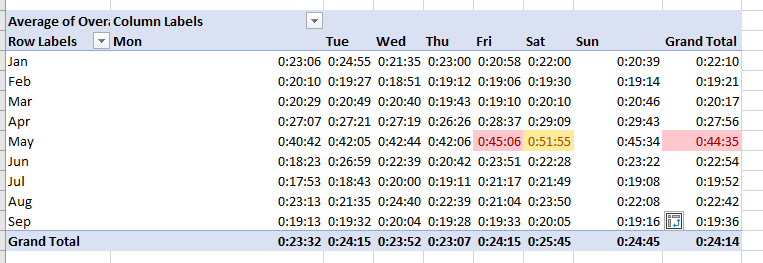 Average of Overa Column Labels
Row Labels Mon Tue Wed Thu Fri Sat Sun Grand Total
Jan 0:23:06 0:24:55 0:21:35 0:23:00 0:20:58 0:22:00 0:20:39 0:22:10
Feb 0:20:10 0:19:27 0:18:51 0:19:12 0:19:06 0:19:30 0:19:14 0:19:21
Mar 0:20:29 0:20:49 0:20:40 0:19:43 0:19:10 0:20:10 0:20:46 0:20:17
Apr 0:27:07 0:27:21 0:27:19 0:26:26 0:28:37 0:29:09 0:29:43 0:27:56
May 0:40:42 0:42:05 0:42:44 0:42:06 0:45:06 0:51:55 0:45:34 0:44:35
Jun 0:18:23 0:26:59 0:22:39 0:20:42 0:23:51 0:22:28 0:23:22 0:22:54
Jul 0:17:53 0:18:43 0:20:00 0:19:11 0:21:17 0:21:49 0:19:08 0:19:52
Aug 0:23:13 0:21:35 0:24:40 0:22:39 0:21:04 0:23:50 0:22:08 0:22:42
Sep 0:19:13 0:19:32 0:20:04 0:19:28 0:19:33 0:20:05 0:19:16 0:19:36
Grand Total 0:23:32 0:24:15 0:23:52 0:23:07 0:24:15 0:25:45 0:24:45 0:24:14